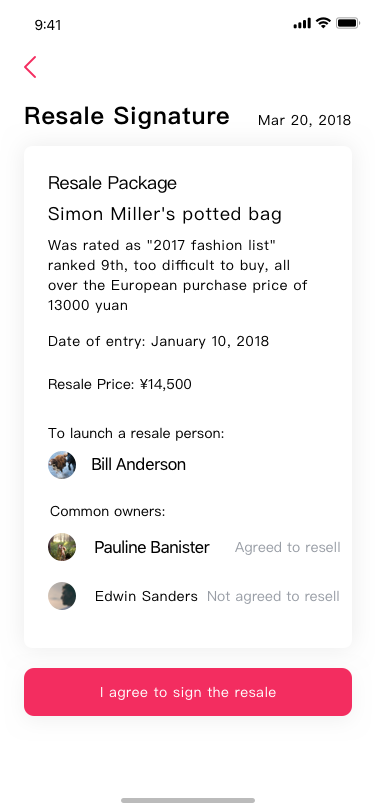 9:41
Resale Signature
Mar 20, 2018
Resale Package
Simon Miller's potted bag
Was rated as "2017 fashion list"
ranked 9th, too difficult to buy, all
over the European purchase price of
13000 yuan
Date of entry: January 10, 2018
Resale Price: ¥14,500
To launch a resale person:
Bill Anderson
Common owners:
Pauline Banister Agreed to resell
Edwin Sanders Not agreed to resell
I agree to sign the resale